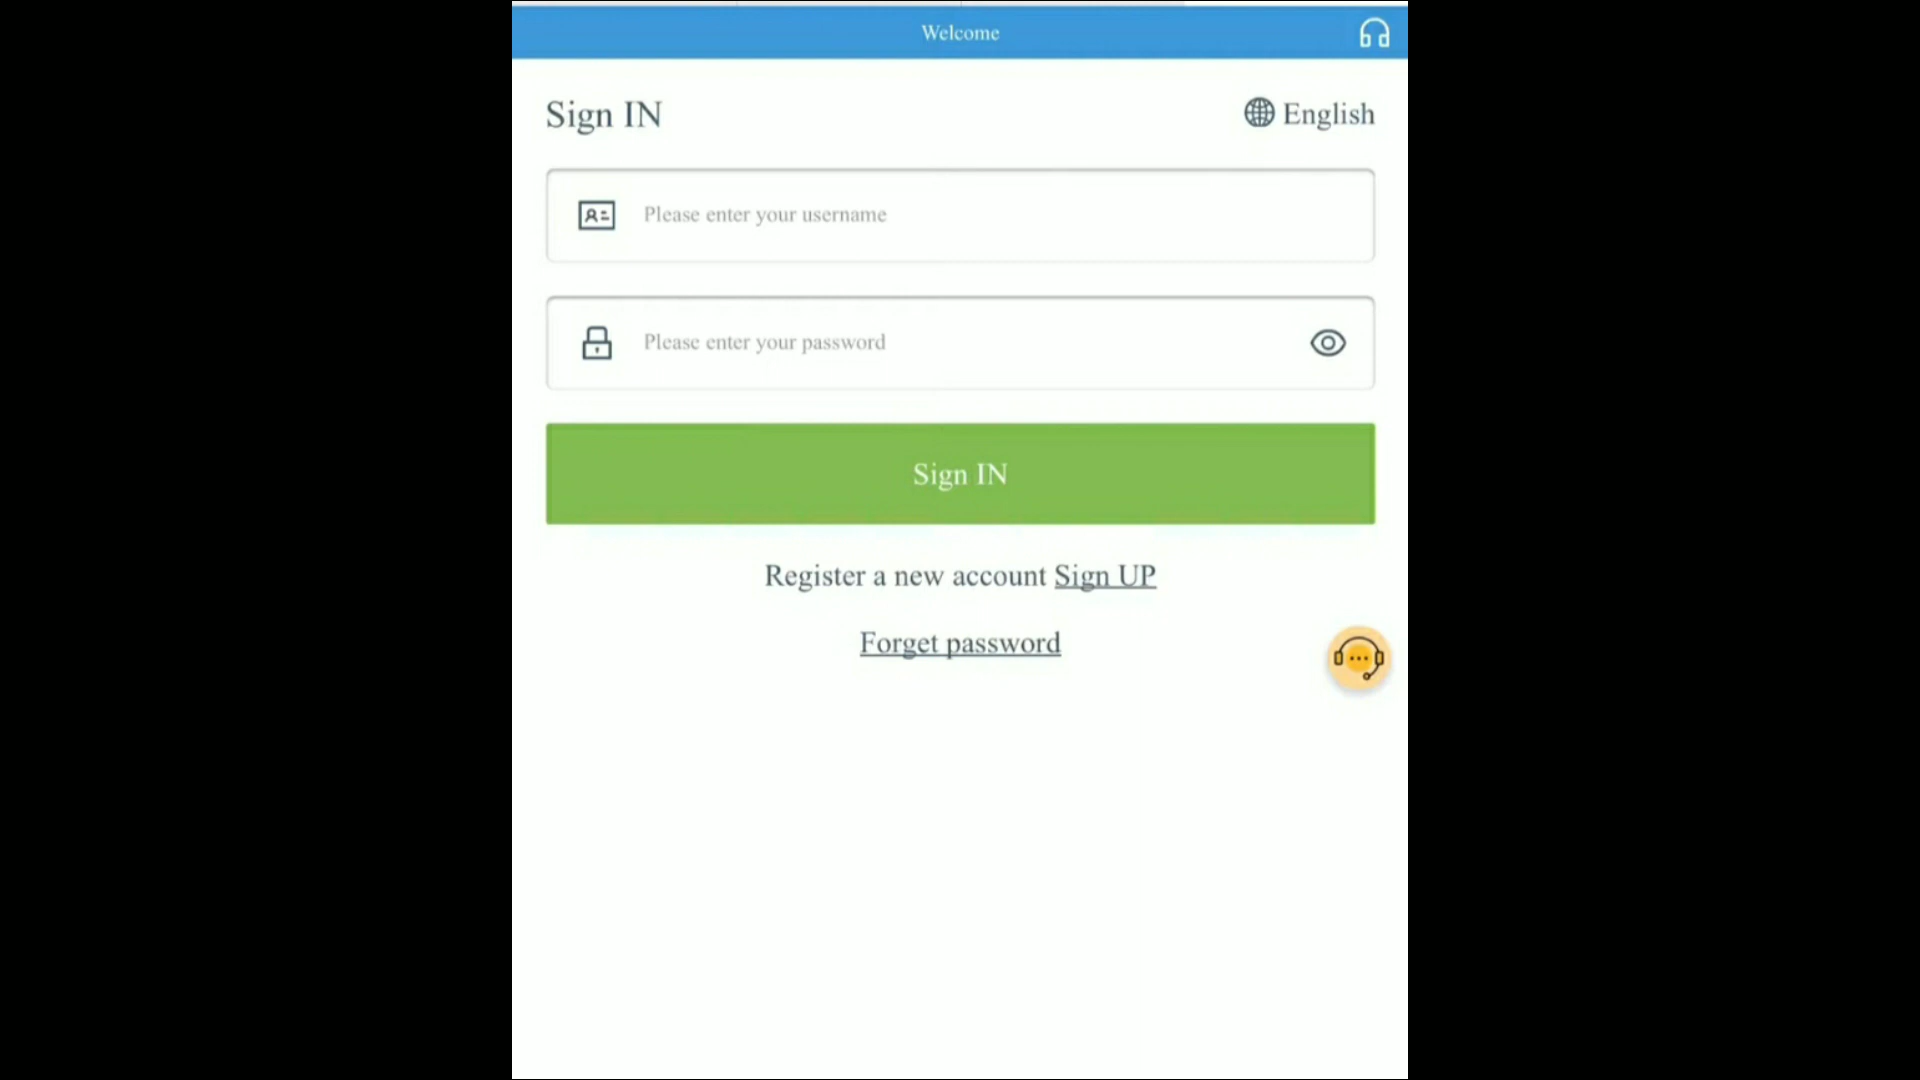 Welcome
Sign IN
English
Please enter your username
Please enter your password
Sign IN
Register a new account Sign UP
Forget password